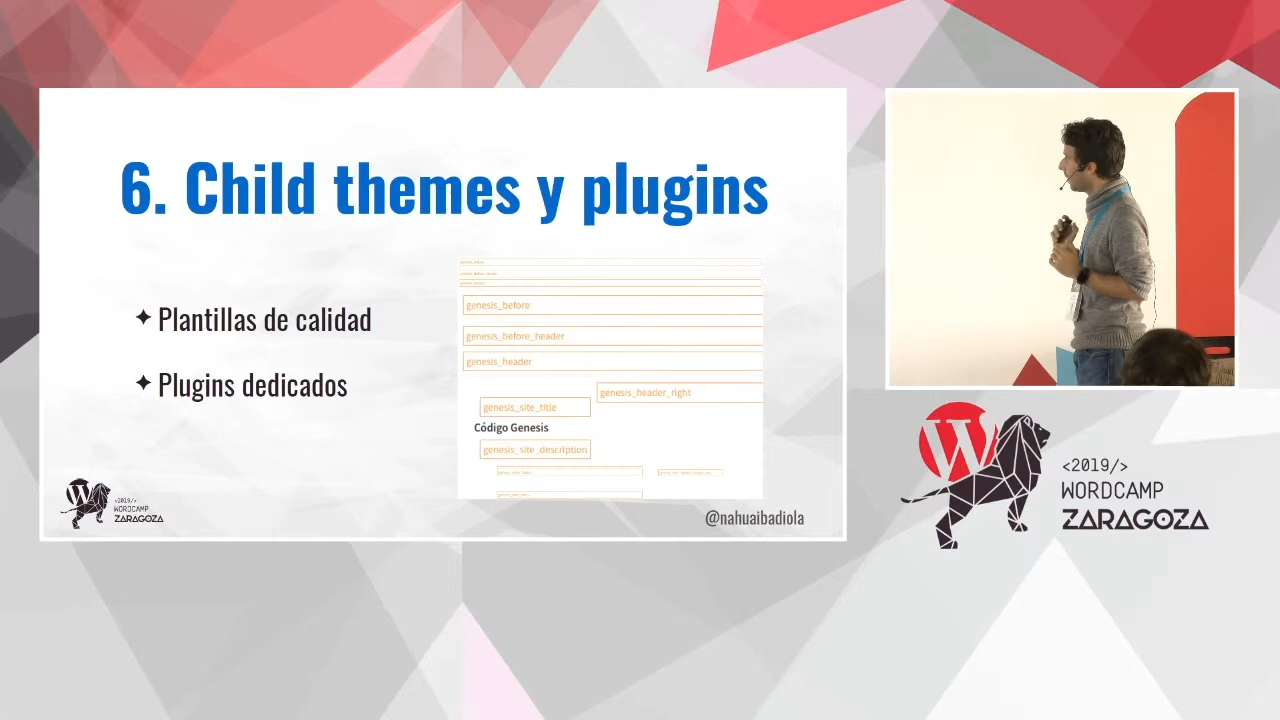 6. Child themes y plugins
✦ Plantillas de calidad
✦ Plugins dedicados
genesis_before
genesis_before_header
genesis_header
genesis_header_right
genesis_site_title
Código Genesis
genesis_site_description
<2019/>
WORDCAMP
ZARAGOZA
@nahuaibadiola
<2019/>
WORDCAMP
ZARAGOZA